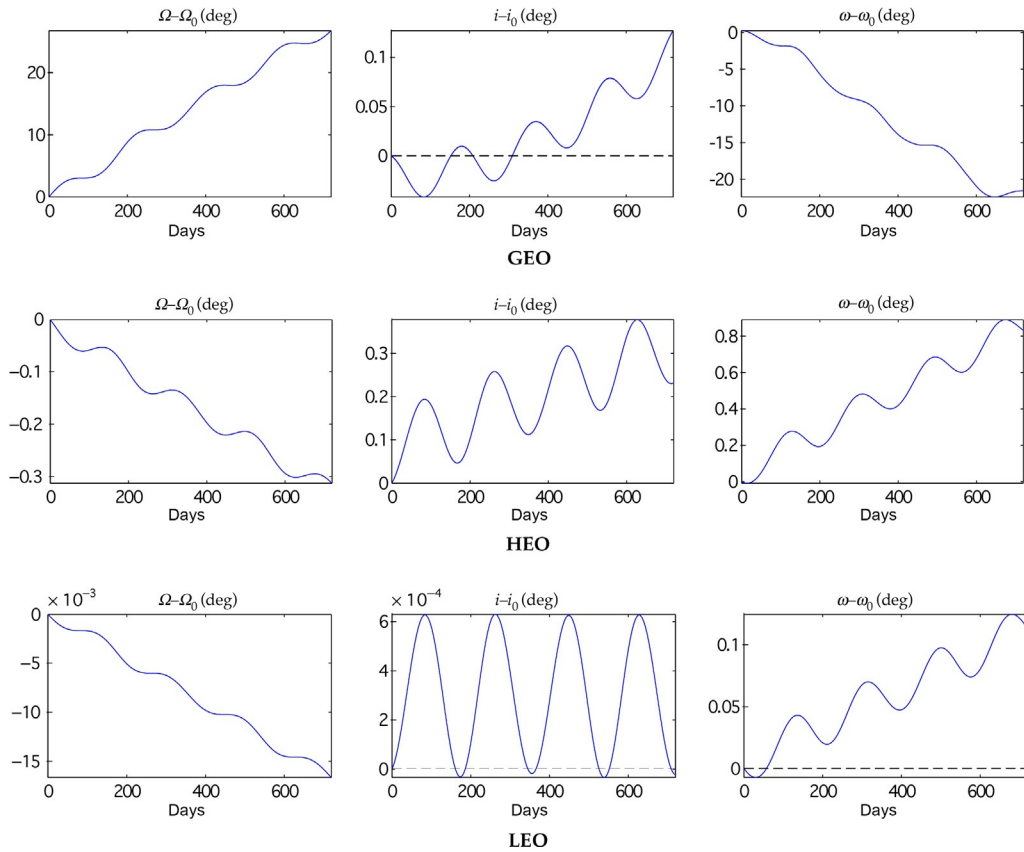 Ω–Ω₀ (deg)
i–i₀ (deg)
ω–ω₀ (deg)
20
10
0
0 200 400 600
Days
0.1
0.05
0
0 200 400 600
Days
0
-5
-10
-15
-20
0 200 400 600
Days
GEO
Ω–Ω₀ (deg)
i–i₀ (deg)
ω–ω₀ (deg)
0
−0.1
−0.2
−0.3
0 200 400 600
Days
0.3
0.2
0.1
0
0 200 400 600
Days
0.8
0.6
0.4
0.2
0
0 200 400 600
Days
HEO
× 10⁻³
Ω–Ω₀ (deg)
× 10⁻⁴
i–i₀ (deg)
ω–ω₀ (deg)
0
−5
−10
−15
0 200 400 600
Days
6
4
2
0
0 200 400 600
Days
0.1
0.05
0
0 200 400 600
Days
LEO